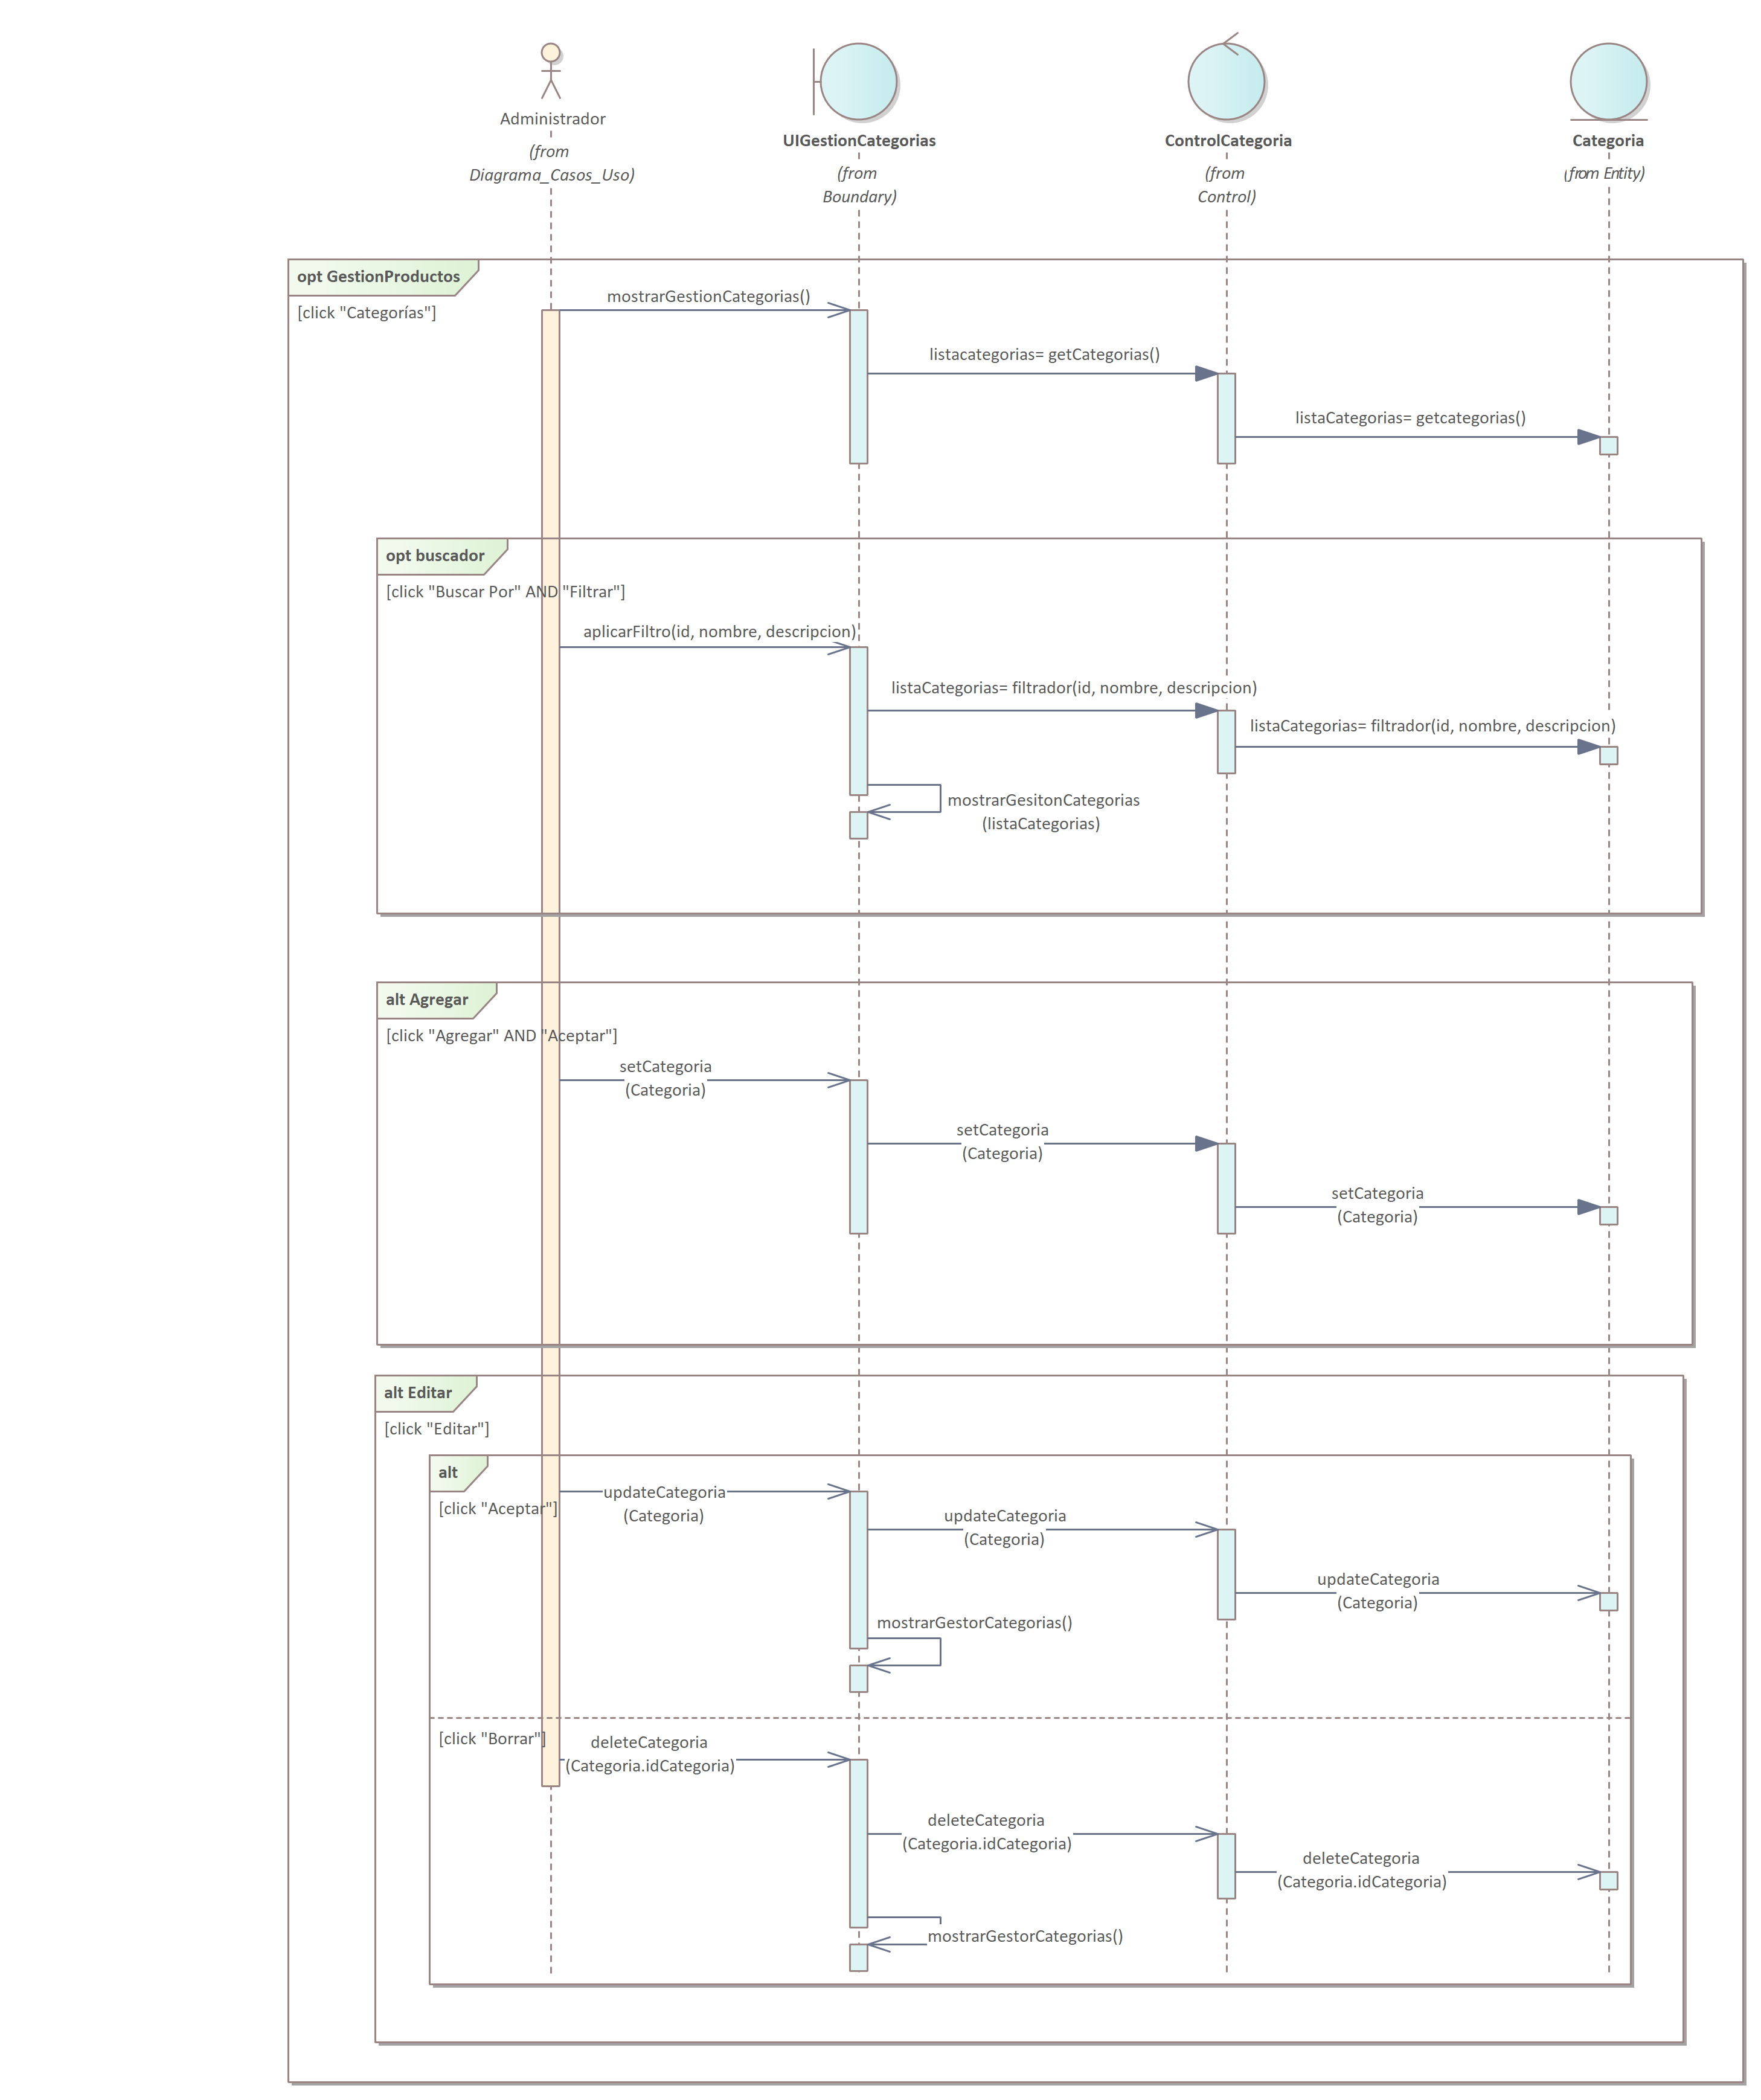 Administrador
(from
Diagrama_Casos_Uso)
UIGestionCategorias
(from
Boundary)
ControlCategoria
(from
Control)
Categoria
(from Entity)
opt GestionProductos
[click "Categorías"]
mostrarGestionCategorias()
listacategorias= getCategorias()
listaCategorias= getcategorias()
opt buscador
[click "Buscar Por" AND "Filtrar"]
aplicarFiltro(id, nombre, descripcion)
listaCategorias= filtrador(id, nombre, descripcion)
listaCategorias= filtrador(id, nombre, descripcion)
mostrarGesitonCategorias
(listaCategorias)
alt Agregar
[click "Agregar" AND "Aceptar"]
setCategoria
(Categoria)
setCategoria
(Categoria)
setCategoria
(Categoria)
alt Editar
[click "Editar"]
alt
[click "Aceptar"]
updateCategoria
(Categoria)
updateCategoria
(Categoria)
updateCategoria
(Categoria)
mostrarGestorCategorias()
[click "Borrar"]
deleteCategoria
(Categoria.idCategoria)
deleteCategoria
(Categoria.idCategoria)
deleteCategoria
(Categoria.idCategoria)
mostrarGestorCategorias()